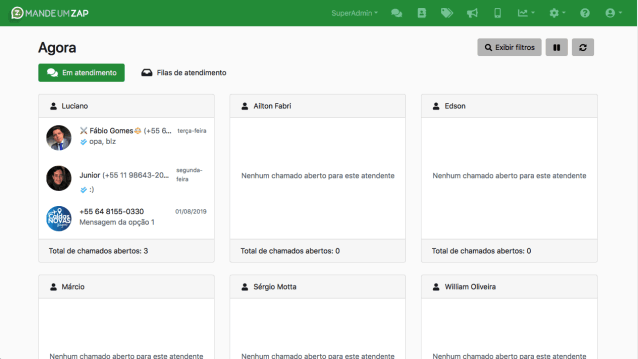 MANDEUMZAP
SuperAdmin
Agora
Exibir filtros
Em atendimento
Filas de atendimento
Luciano
Ailton Fabri
Edson
Fábio Gomes (+55 6... terça-feira
opa, blz
Junior (+55 11 98643-20... segunda-
feira
:)
+55 64 8155-0330 01/08/2019
Mensagem da opção 1
Nenhum chamado aberto para este atendente
Nenhum chamado aberto para este atendente
Total de chamados abertos: 3
Total de chamados abertos: 0
Total de chamados abertos: 0
Márcio
Sérgio Motta
William Oliveira
Nenhum chamado aberto para este atendente
Nenhum chamado aberto para este atendente
Nenhum chamado aberto para este atendente